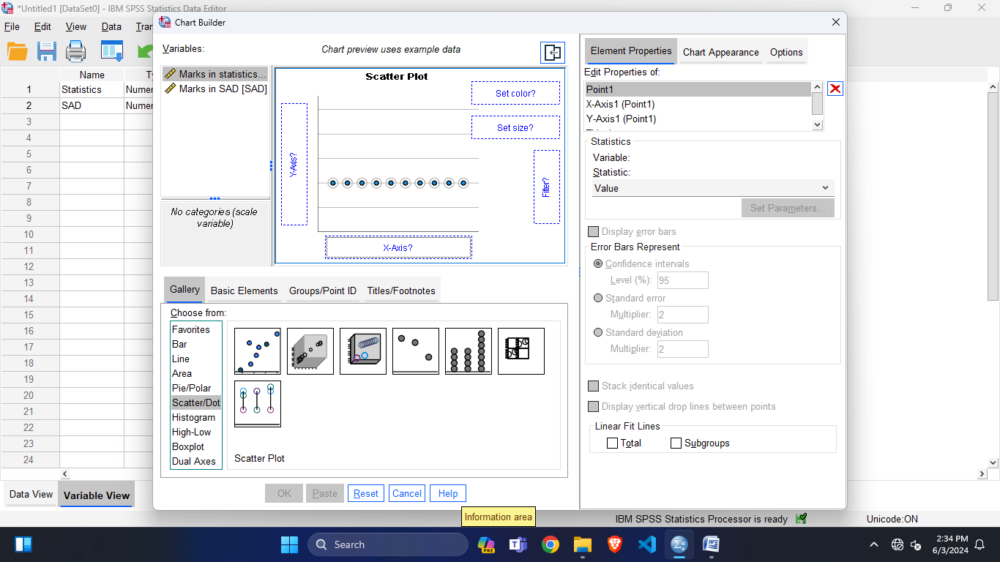 *Untitled1 [DataSet0] - IBM SPSS Statistics Data Editor
File Edit View Data Tran
Chart Builder
Variables:
Chart preview uses example data
Marks in statistics...
Marks in SAD [SAD]
No categories (scale
variable)
Scatter Plot
Set color?
Set size?
Y-Axis?
Filter?
X-Axis?
Name Ty
1 Statistics Numer
2 SAD Numer
3
4
5
6
7
8
9
10
11
12
13
14
15
16
17
18
19
20
21
22
23
24
Gallery Basic Elements Groups/Point ID Titles/Footnotes
Choose from:
Favorites
Bar
Line
Area
Pie/Polar
Scatter/Dot
Histogram
High-Low
Boxplot
Dual Axes
Scatter Plot
OK Paste Reset Cancel Help
Element Properties Chart Appearance Options
Edit Properties of:
Point1
X-Axis1 (Point1)
Y-Axis1 (Point1)
Statistics
Variable:
Statistic:
Value
Set Parameters...
Display error bars
Error Bars Represent
Confidence intervals
Level (%): 95
Standard error
Multiplier: 2
Standard deviation
Multiplier: 2
Stack identical values
Display vertical drop lines between points
Linear Fit Lines
Total Subgroups
Data View Variable View
Information area
IBM SPSS Statistics Processor is ready Unicode:ON
Search
PRE
2:34 PM
6/3/2024